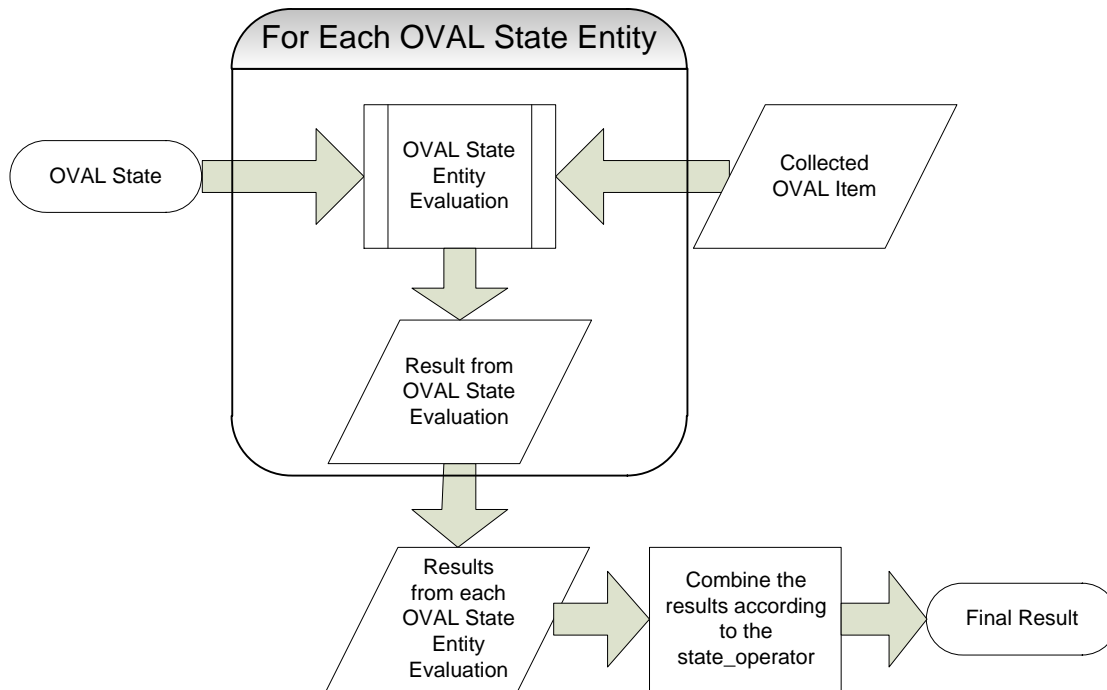 For Each OVAL State Entity
OVAL State
OVAL State
Entity
Evaluation
Collected
OVAL Item
Result from
OVAL State
Evaluation
Results
from each
OVAL State
Entity
Evaluation
Combine the
results according
to the
state_operator
Final Result